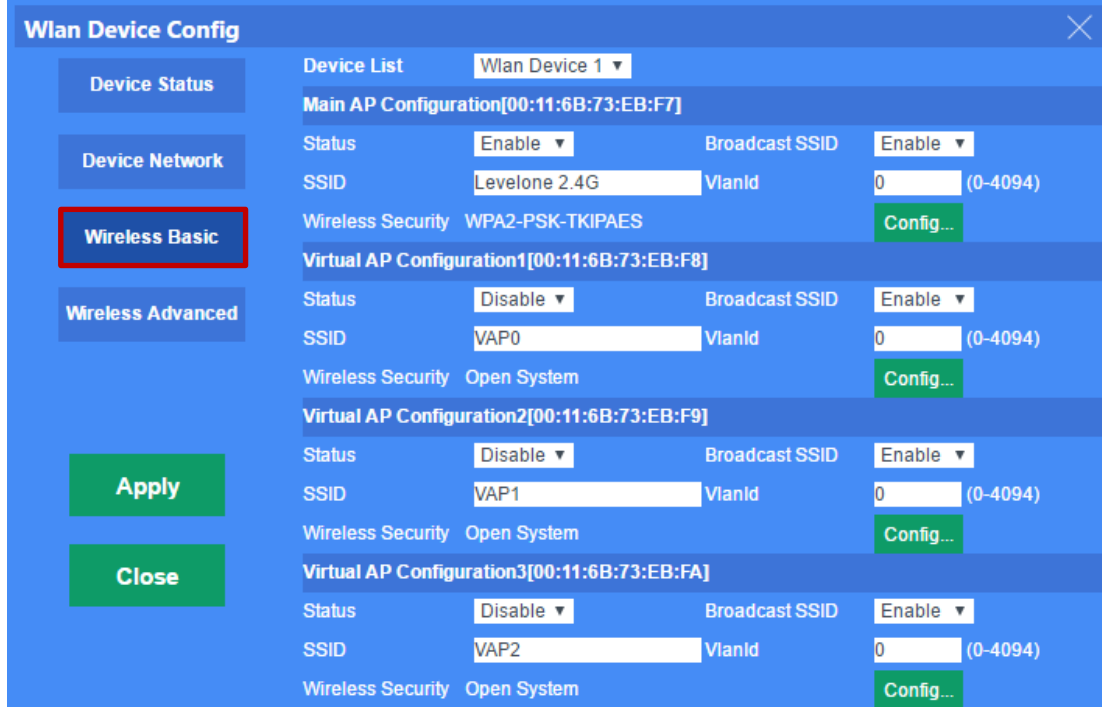 Wlan Device Config
Device Status
Device Network
Wireless Basic
Wireless Advanced
Apply
Close
Device List Wlan Device 1
Main AP Configuration[00:11:6B:73:EB:F7]
Status Enable Broadcast SSID Enable
SSID Levelone 2.4G VlanId 0 (0-4094)
Wireless Security WPA2-PSK-TKIPAES Config...
Virtual AP Configuration1[00:11:6B:73:EB:F8]
Status Disable Broadcast SSID Enable
SSID VAP0 VlanId 0 (0-4094)
Wireless Security Open System Config...
Virtual AP Configuration2[00:11:6B:73:EB:F9]
Status Disable Broadcast SSID Enable
SSID VAP1 VlanId 0 (0-4094)
Wireless Security Open System Config...
Virtual AP Configuration3[00:11:6B:73:EB:FA]
Status Disable Broadcast SSID Enable
SSID VAP2 VlanId 0 (0-4094)
Wireless Security Open System Config...